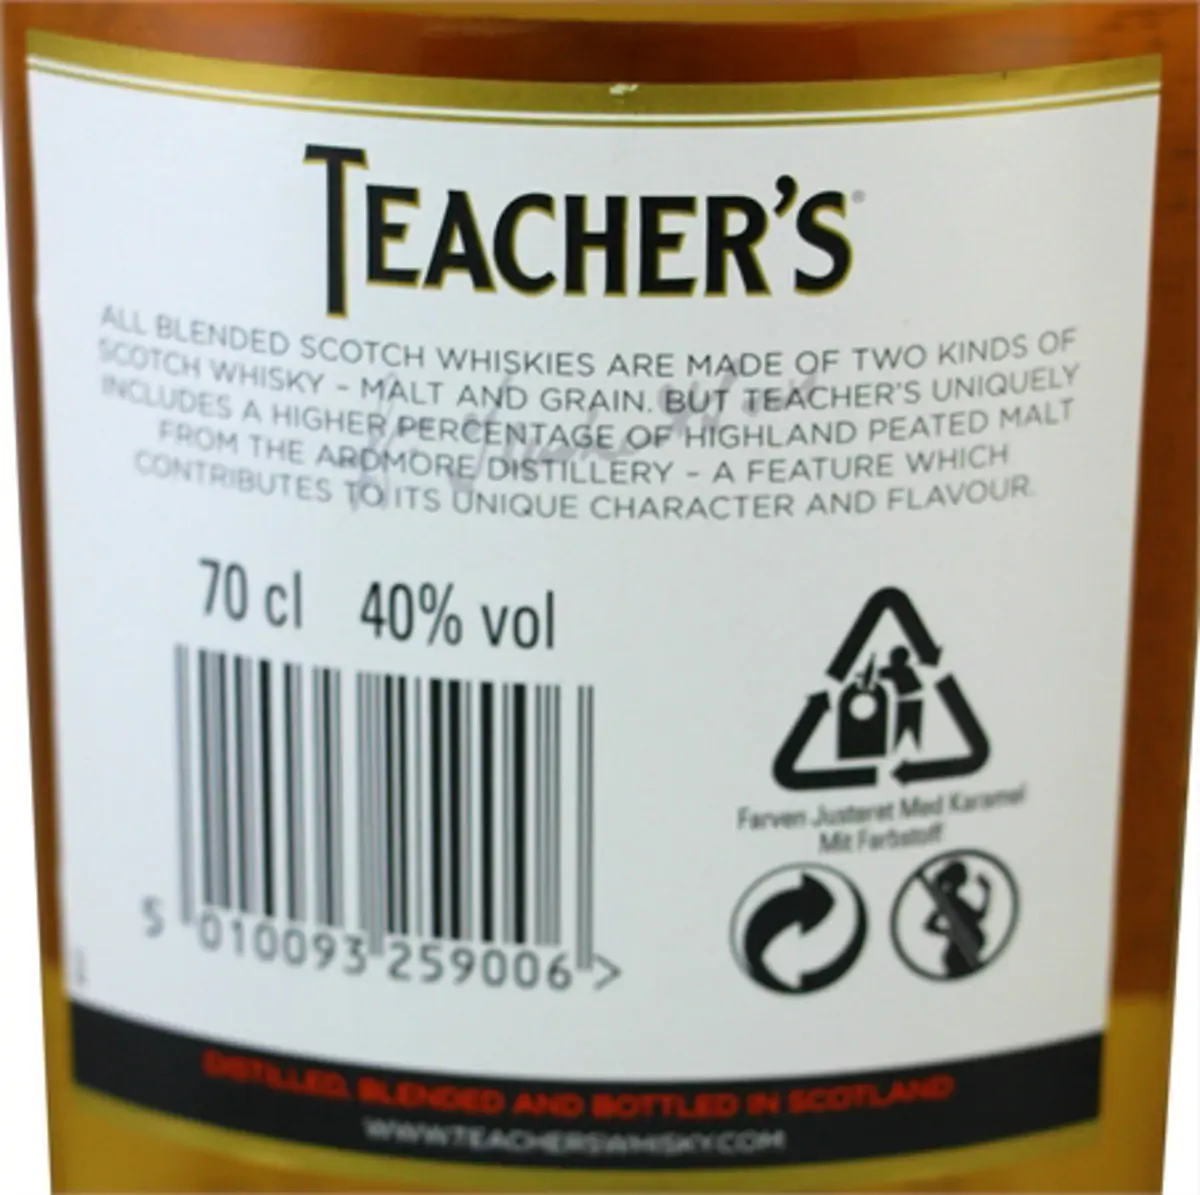 TEACHER'S®
ALL BLENDED SCOTCH WHISKIES ARE MADE OF TWO KINDS OF
SCOTCH WHISKY – MALT AND GRAIN. BUT TEACHER'S UNIQUELY
INCLUDES A HIGHER PERCENTAGE OF HIGHLAND PEATED MALT
FROM THE ARDMORE DISTILLERY – A FEATURE WHICH
CONTRIBUTES TO ITS UNIQUE CHARACTER AND FLAVOUR.
70 cl 40% vol
Farven Justeret Med Karamel
Mit Farbstoff
5 010093 259006 >
DISTILLED, BLENDED AND BOTTLED IN SCOTLAND
WWW.TEACHERSWHISKY.COM